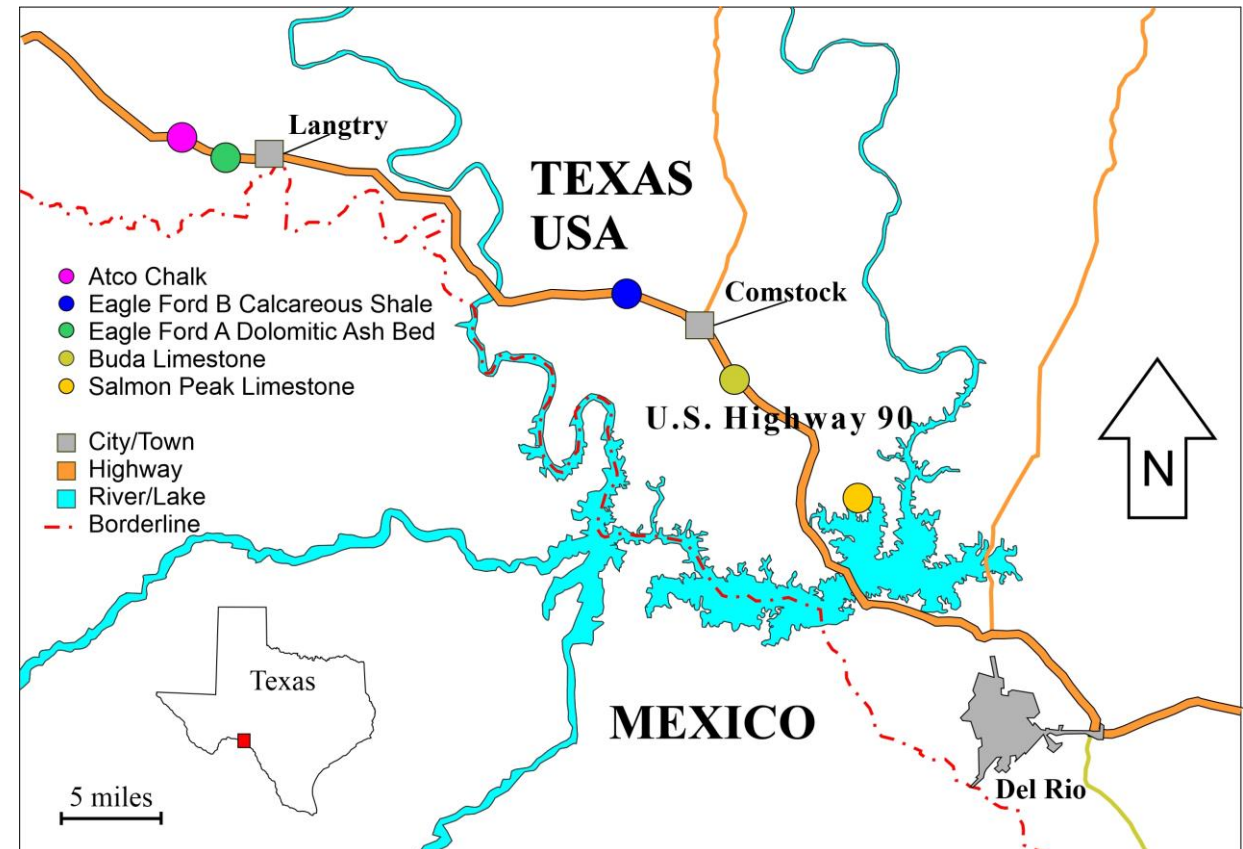 Langtry
TEXAS
USA
Comstock
Atco Chalk
Eagle Ford B Calcareous Shale
Eagle Ford A Dolomitic Ash Bed
Buda Limestone
Salmon Peak Limestone
U.S. Highway 90
City/Town
Highway
River/Lake
Borderline
N
Texas
MEXICO
5 miles
Del Rio